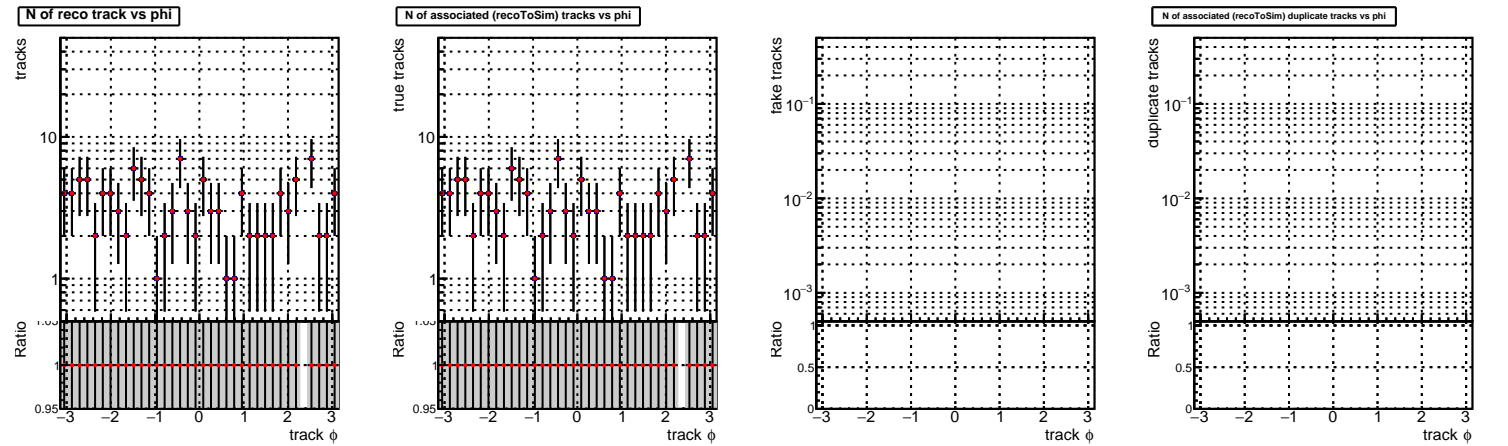 N of reco track vs phi
tracks
10
1
Ratio
1.05
1
0.95
−3 −2 −1 0 1 2 3
track ϕ
N of associated (recoToSim) tracks vs phi
true tracks
10
1
Ratio
1.05
1
0.95
−3 −2 −1 0 1 2 3
track ϕ
fake tracks
10−1
10−2
10−3
Ratio
1
0.5
0
−3 −2 −1 0 1 2 3
track ϕ
N of associated (recoToSim) duplicate tracks vs phi
duplicate tracks
10−1
10−2
10−3
Ratio
1
0.5
0
−3 −2 −1 0 1 2 3
track ϕ